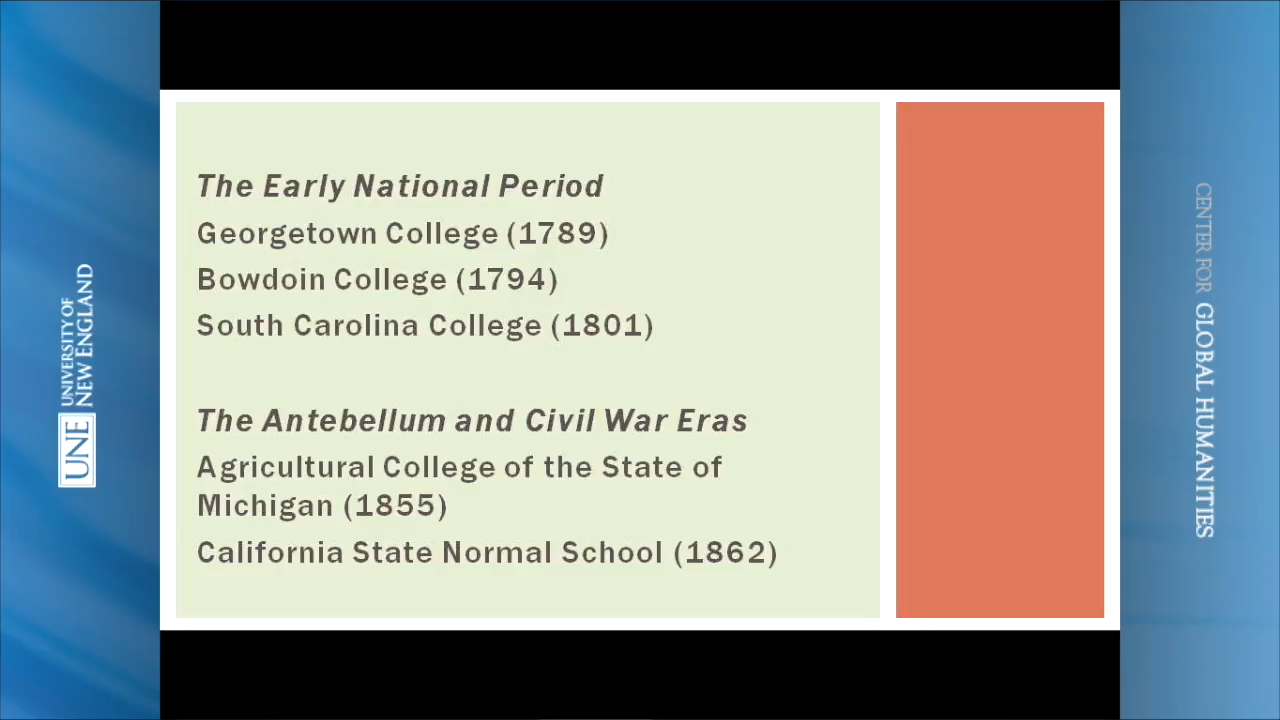 The Early National Period
Georgetown College (1789)
Bowdoin College (1794)
South Carolina College (1801)
The Antebellum and Civil War Eras
Agricultural College of the State of
Michigan (1855)
California State Normal School (1862)
UNE
UNIVERSITY OF
NEW ENGLAND
CENTER FOR GLOBAL HUMANITIES